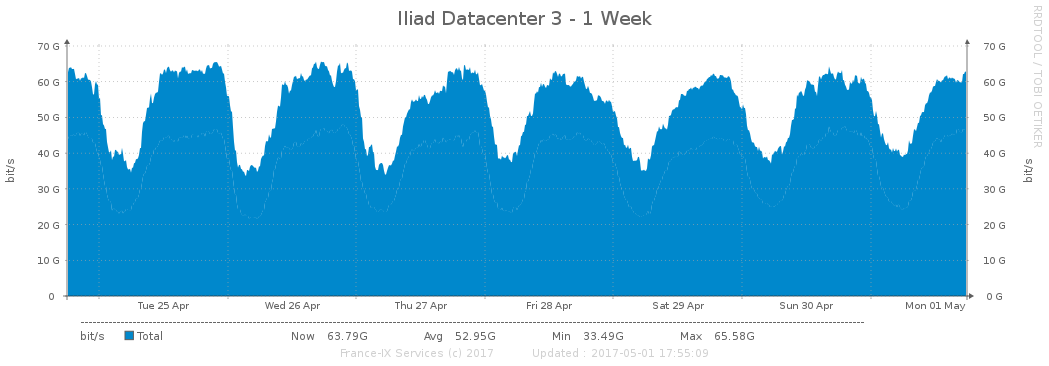 Iliad Datacenter 3 - 1 Week
RRDTOOL / TOBI OETIKER
70 G 70 G
60 G 60 G
50 G 50 G
40 G 40 G
30 G 30 G
20 G 20 G
10 G 10 G
0 0 G
bit/s
bit/s
Tue 25 Apr Wed 26 Apr Thu 27 Apr Fri 28 Apr Sat 29 Apr Sun 30 Apr Mon 01 May
bit/s Total Now 63.79G Avg 52.95G Min 33.49G Max 65.58G
France-IX Services (c) 2017 Updated : 2017-05-01 17:55:09